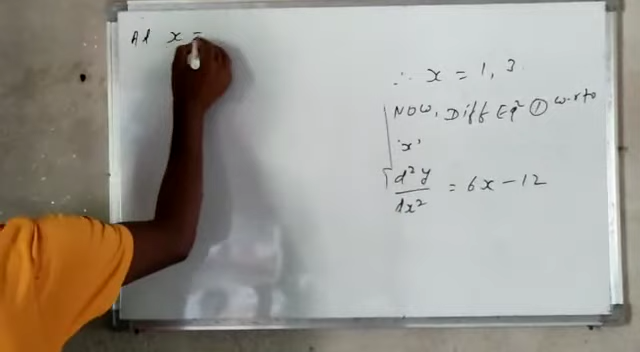 At x =
∴ x = 1, 3.
NOW, Diff Eqⁿ ① w.r.to
'x'
d²y/dx² = 6x - 12